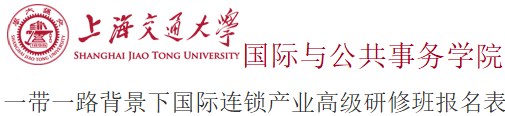 上海交通大學
SHANGHAI JIAO TONG UNIVERSITY
国际与公共事务学院
一带一路背景下国际连锁产业高级研修班报名表